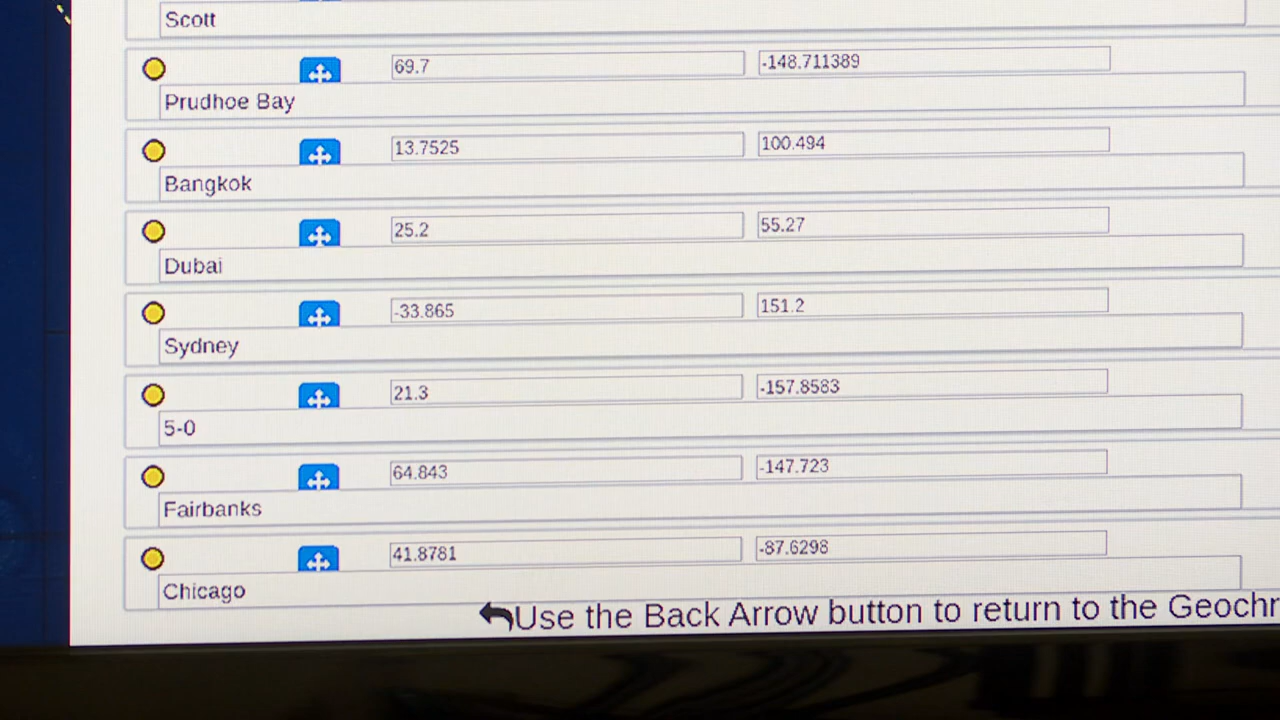 Scott
69.7 -148.711389
Prudhoe Bay
13.7525 100.494
Bangkok
25.2 55.27
Dubai
-33.865 151.2
Sydney
21.3 -157.8583
5-0
64.843 -147.723
Fairbanks
41.8781 -87.6298
Chicago
Use the Back Arrow button to return to the Geochr